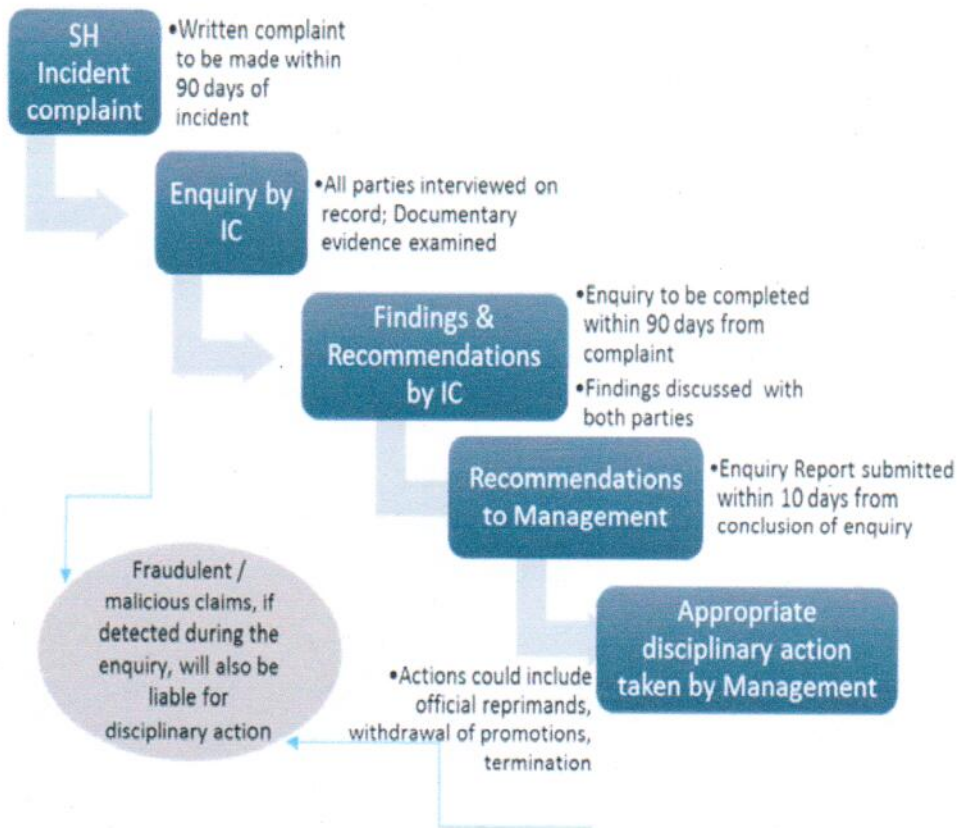 SH
Incident
complaint
•Written complaint
to be made within
90 days of
incident
Enquiry by
IC
•All parties interviewed on
record; Documentary
evidence examined
Findings &
Recommendations
by IC
•Enquiry to be completed
within 90 days from
complaint
•Findings discussed with
both parties
Recommendations
to Management
•Enquiry Report submitted
within 10 days from
conclusion of enquiry
Appropriate
disciplinary action
taken by Management
•Actions could include
official reprimands,
withdrawal of promotions,
termination
Fraudulent /
malicious claims, if
detected during the
enquiry, will also be
liable for
disciplinary action